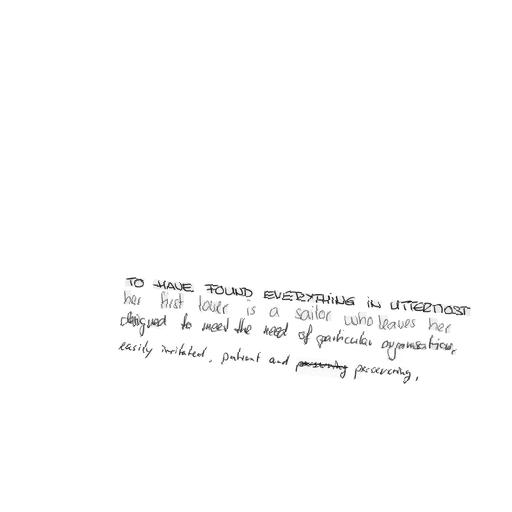 TO HAVE FOUND EVERYTHING IN UTTERMOST
her first lover is a sailor who leaves her
designed to meet the need of particular organisation,
easily irritated, patient and persevering,